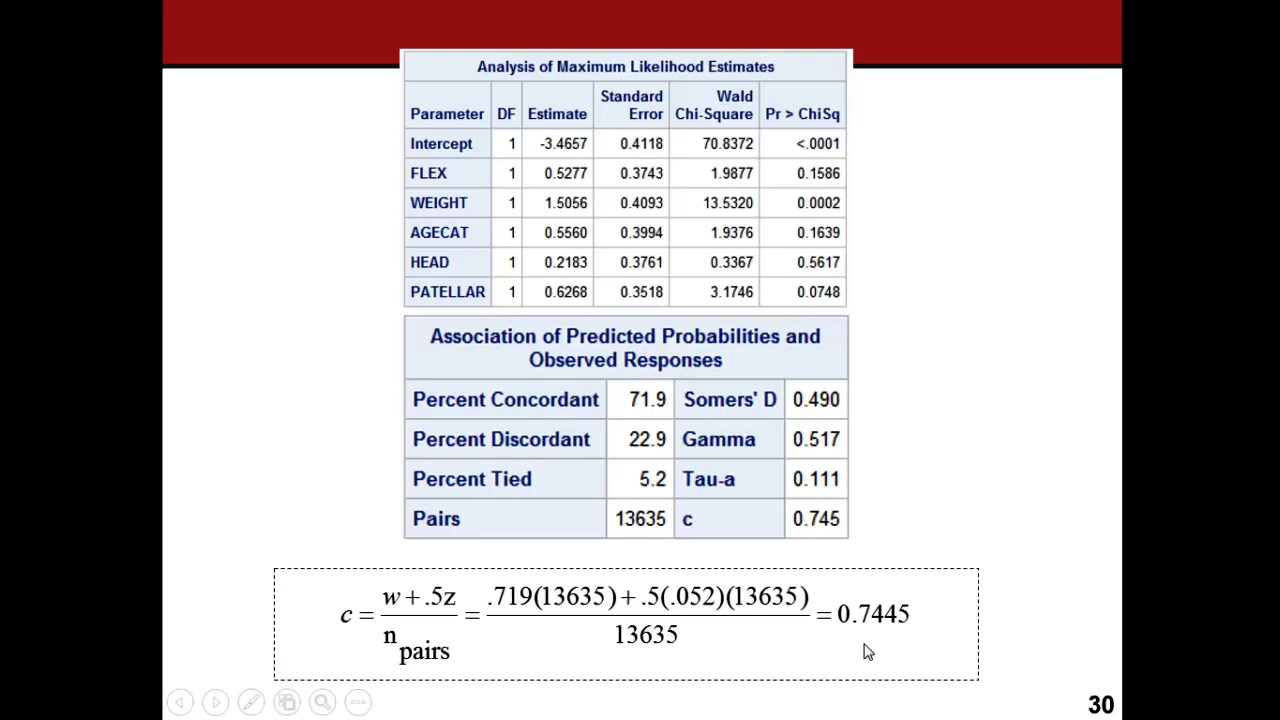 Analysis of Maximum Likelihood Estimates
Parameter DF Estimate Standard Error Wald Chi-Square Pr > ChiSq
Intercept 1 -3.4657 0.4118 70.8372 <.0001
FLEX 1 0.5277 0.3743 1.9877 0.1586
WEIGHT 1 1.5056 0.4093 13.5320 0.0002
AGECAT 1 0.5560 0.3994 1.9376 0.1639
HEAD 1 0.2183 0.3761 0.3367 0.5617
PATELLAR 1 0.6268 0.3518 3.1746 0.0748
Association of Predicted Probabilities and
Observed Responses
Percent Concordant 71.9 Somers' D 0.490
Percent Discordant 22.9 Gamma 0.517
Percent Tied 5.2 Tau-a 0.111
Pairs 13635 c 0.745
c = w + .5z / n pairs = .719(13635) + .5(.052)(13635) / 13635 = 0.7445
30